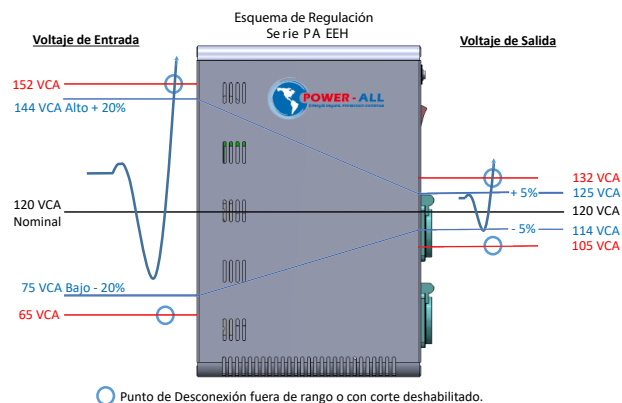 Esquema de Regulación
Serie PA EEH
Voltaje de Entrada
Voltaje de Salida
152 VCA
144 VCA Alto + 20%
POWER - ALL
132 VCA
+ 5%
125 VCA
120 VCA
Nominal
120 VCA
- 5%
114 VCA
105 VCA
75 VCA Bajo - 20%
65 VCA
Punto de Desconexión fuera de rango o con corte deshabilitado.